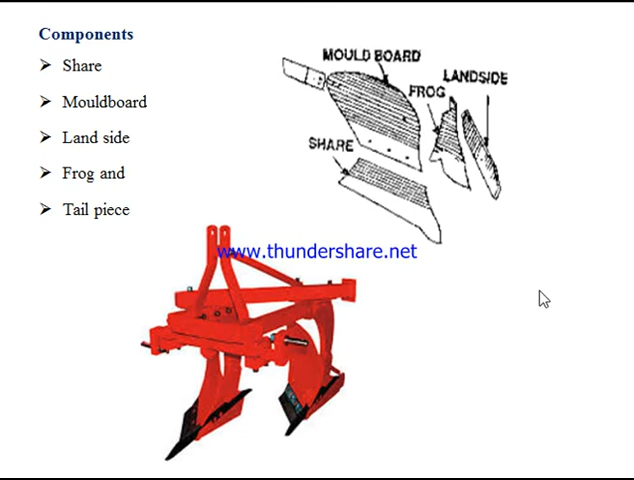 Components
Share
Mouldboard
Land side
Frog and
Tail piece
MOULD BOARD
LANDSIDE
FROG
SHARE
www.thundershare.net